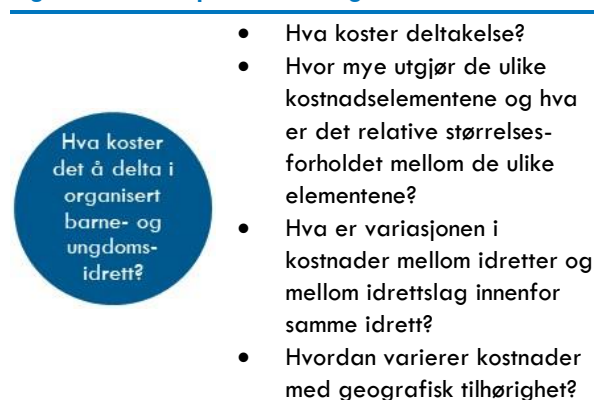 Hva koster
det å delta i
organisert
barne- og
ungdoms-
idrett?
• Hva koster deltakelse?
• Hvor mye utgjør de ulike
kostnadselementene og hva
er det relative størrelses-
forholdet mellom de ulike
elementene?
• Hva er variasjonen i
kostnader mellom idretter og
mellom idrettslag innenfor
samme idrett?
• Hvordan varierer kostnader
med geografisk tilhørighet?